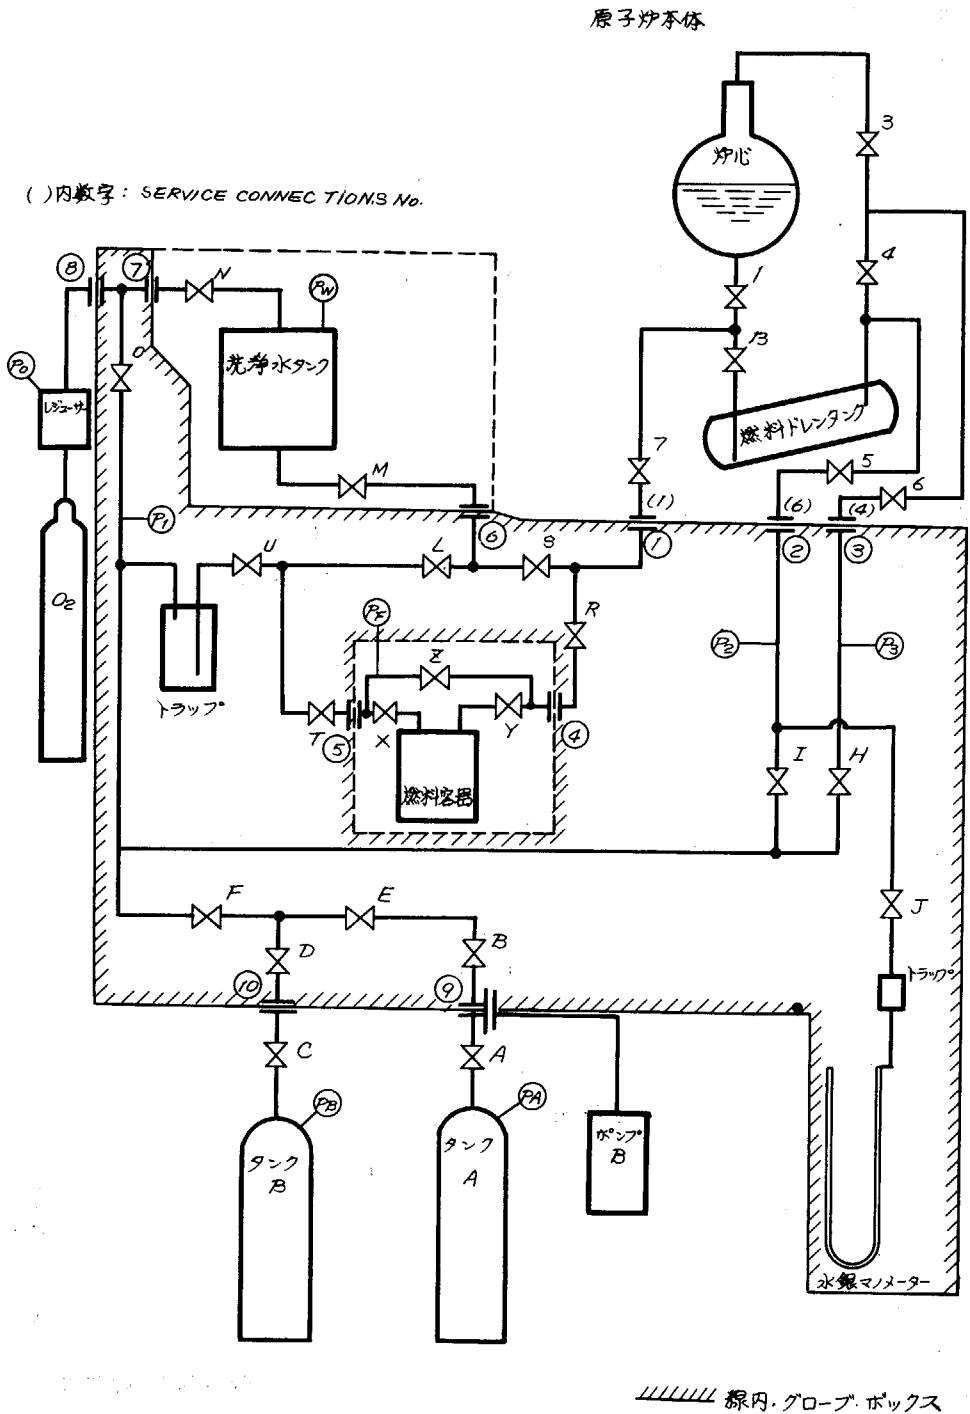 原子炉本体
炉心
3
( )内数字: SERVICE CONNECTIONS No.
1
4
8
7
N
PW
13
O
洗浄水タンク
PO
レジューサー
燃料ドレンタンク
7
5
M
6
(1)
(6)
(4)
P1
6
1
2
3
U
L
S
O2
PF
R
P2
P3
Z
トラップ
T
5
X
Y
4
I
H
燃料容器
F
E
J
D
B
10
9
トラップ
C
A
PB
PA
タンク
B
タンク
A
ポンプ
B
水銀マノメーター
線内.グローブ.ボックス